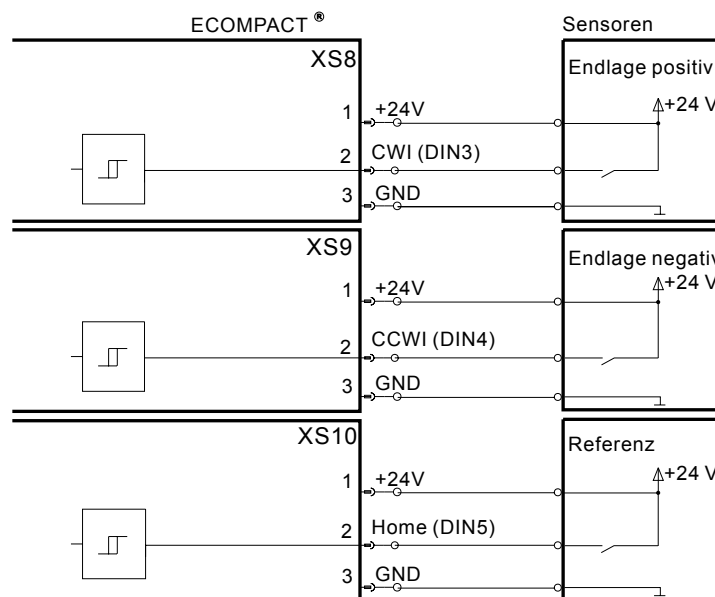 ECOMPACT ®
Sensoren
XS8
Endlage positiv
1
+24V
+24 V
2
CWI (DIN3)
3
GND
XS9
Endlage negativ
1
+24V
+24 V
2
CCWI (DIN4)
3
GND
XS10
Referenz
1
+24V
+24 V
2
Home (DIN5)
3
GND